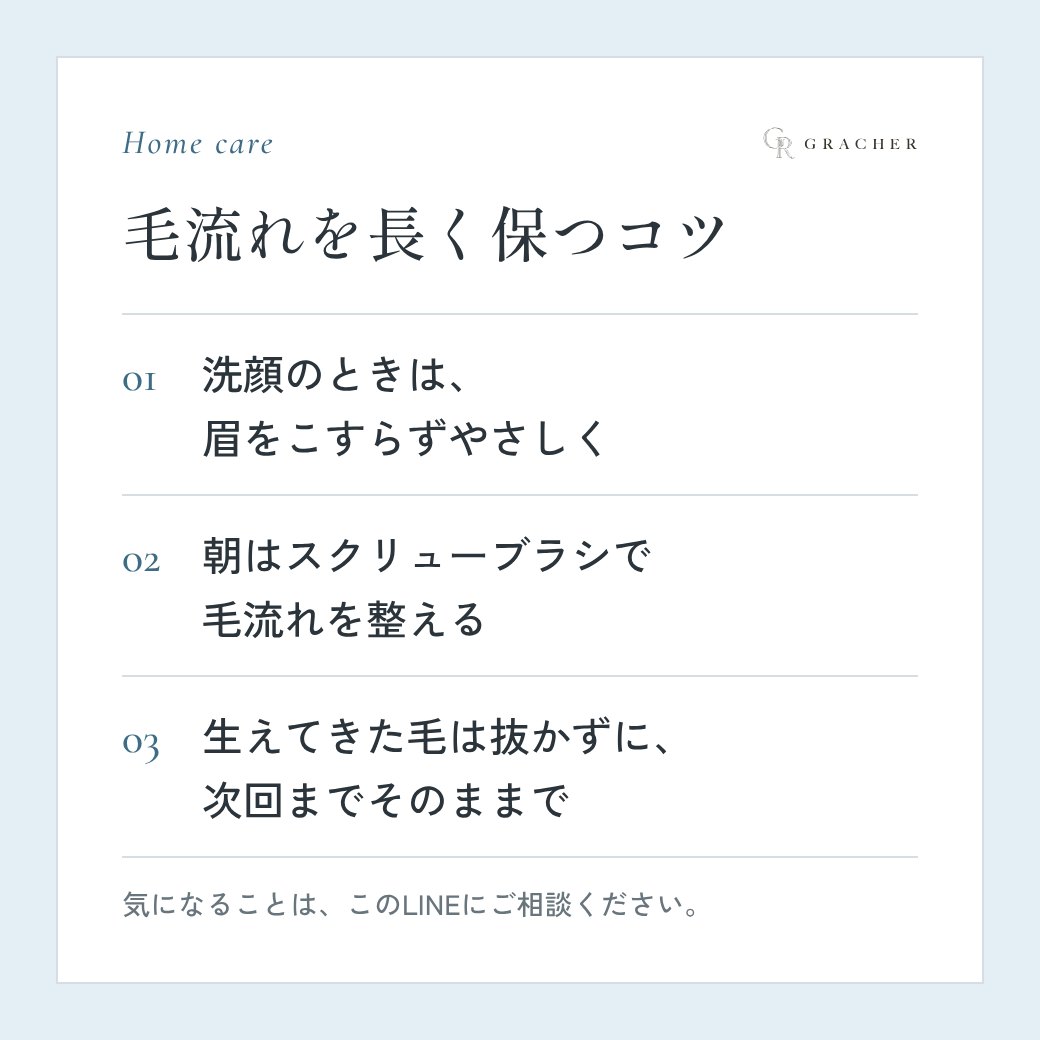 Home care
GR GRACHER
毛流れを長く保つコツ
01 洗顔のときは、
眉をこすらずやさしく
02 朝はスクリューブラシで
毛流れを整える
03 生えてきた毛は抜かずに、
次回までそのままで
気になることは、このLINEにご相談ください。